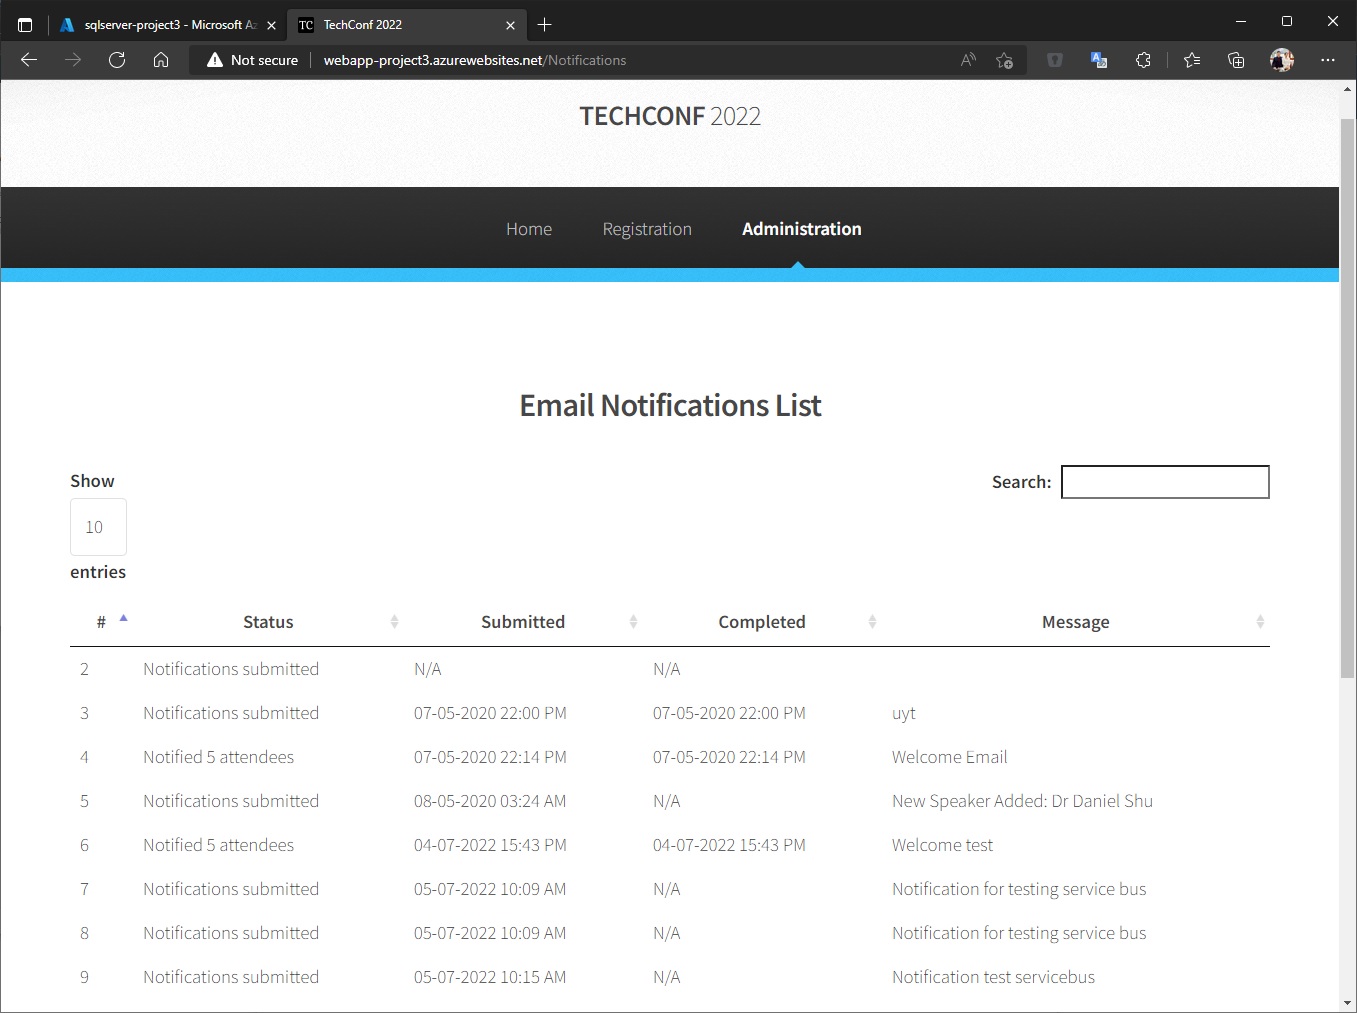 sqlserver-project3 - Microsoft Az
TC TechConf 2022
Not secure webapp-project3.azurewebsites.net/Notifications
TECHCONF 2022
Home Registration Administration
Email Notifications List
Show
Search:
10
entries
# Status Submitted Completed Message
2 Notifications submitted N/A N/A
3 Notifications submitted 07-05-2020 22:00 PM 07-05-2020 22:00 PM uyt
4 Notified 5 attendees 07-05-2020 22:14 PM 07-05-2020 22:14 PM Welcome Email
5 Notifications submitted 08-05-2020 03:24 AM N/A New Speaker Added: Dr Daniel Shu
6 Notified 5 attendees 04-07-2022 15:43 PM 04-07-2022 15:43 PM Welcome test
7 Notifications submitted 05-07-2022 10:09 AM N/A Notification for testing service bus
8 Notifications submitted 05-07-2022 10:09 AM N/A Notification for testing service bus
9 Notifications submitted 05-07-2022 10:15 AM N/A Notification test servicebus